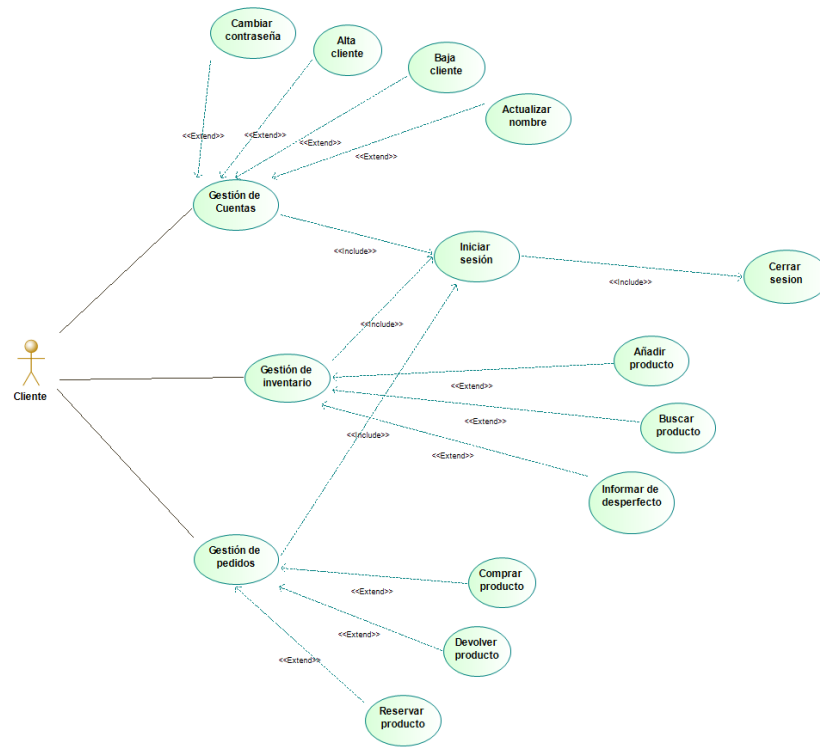 Cambiar
contraseña
Alta
cliente
Baja
cliente
Actualizar
nombre
<<Extend>>
<<Extend>>
<<Extend>>
<<Extend>>
Gestión de
Cuentas
<<Include>>
Iniciar
sesión
<<Include>>
Cerrar
sesion
<<Include>>
Cliente
Gestión de
inventario
Añadir
producto
<<Extend>>
Buscar
producto
<<Extend>>
<<Include>>
<<Extend>>
Informar de
desperfecto
Gestión de
pedidos
Comprar
producto
<<Extend>>
<<Extend>>
Devolver
producto
<<Extend>>
Reservar
producto